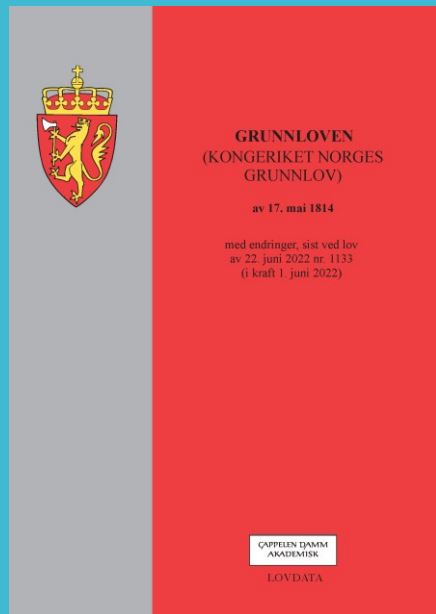 GRUNNLOVEN
(KONGERIKET NORGES
GRUNNLOV)
av 17. mai 1814
med endringer, sist ved lov
av 22. juni 2022 nr. 1133
(i kraft 1. juni 2022)
CAPPELEN DAMM
AKADEMISK
LOVDATA